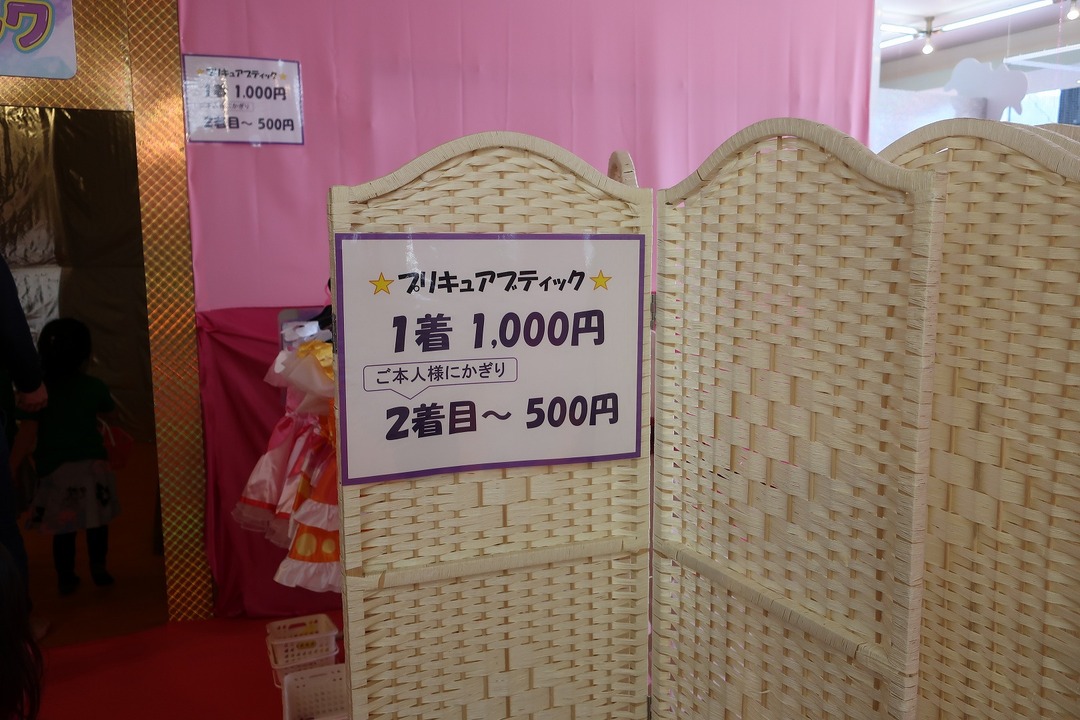 ク
プリキュアブティック
1着 1,000円
2着目～ 500円
★プリキュアブティック★
1着 1,000円
ご本人様にかぎり
2着目～ 500円